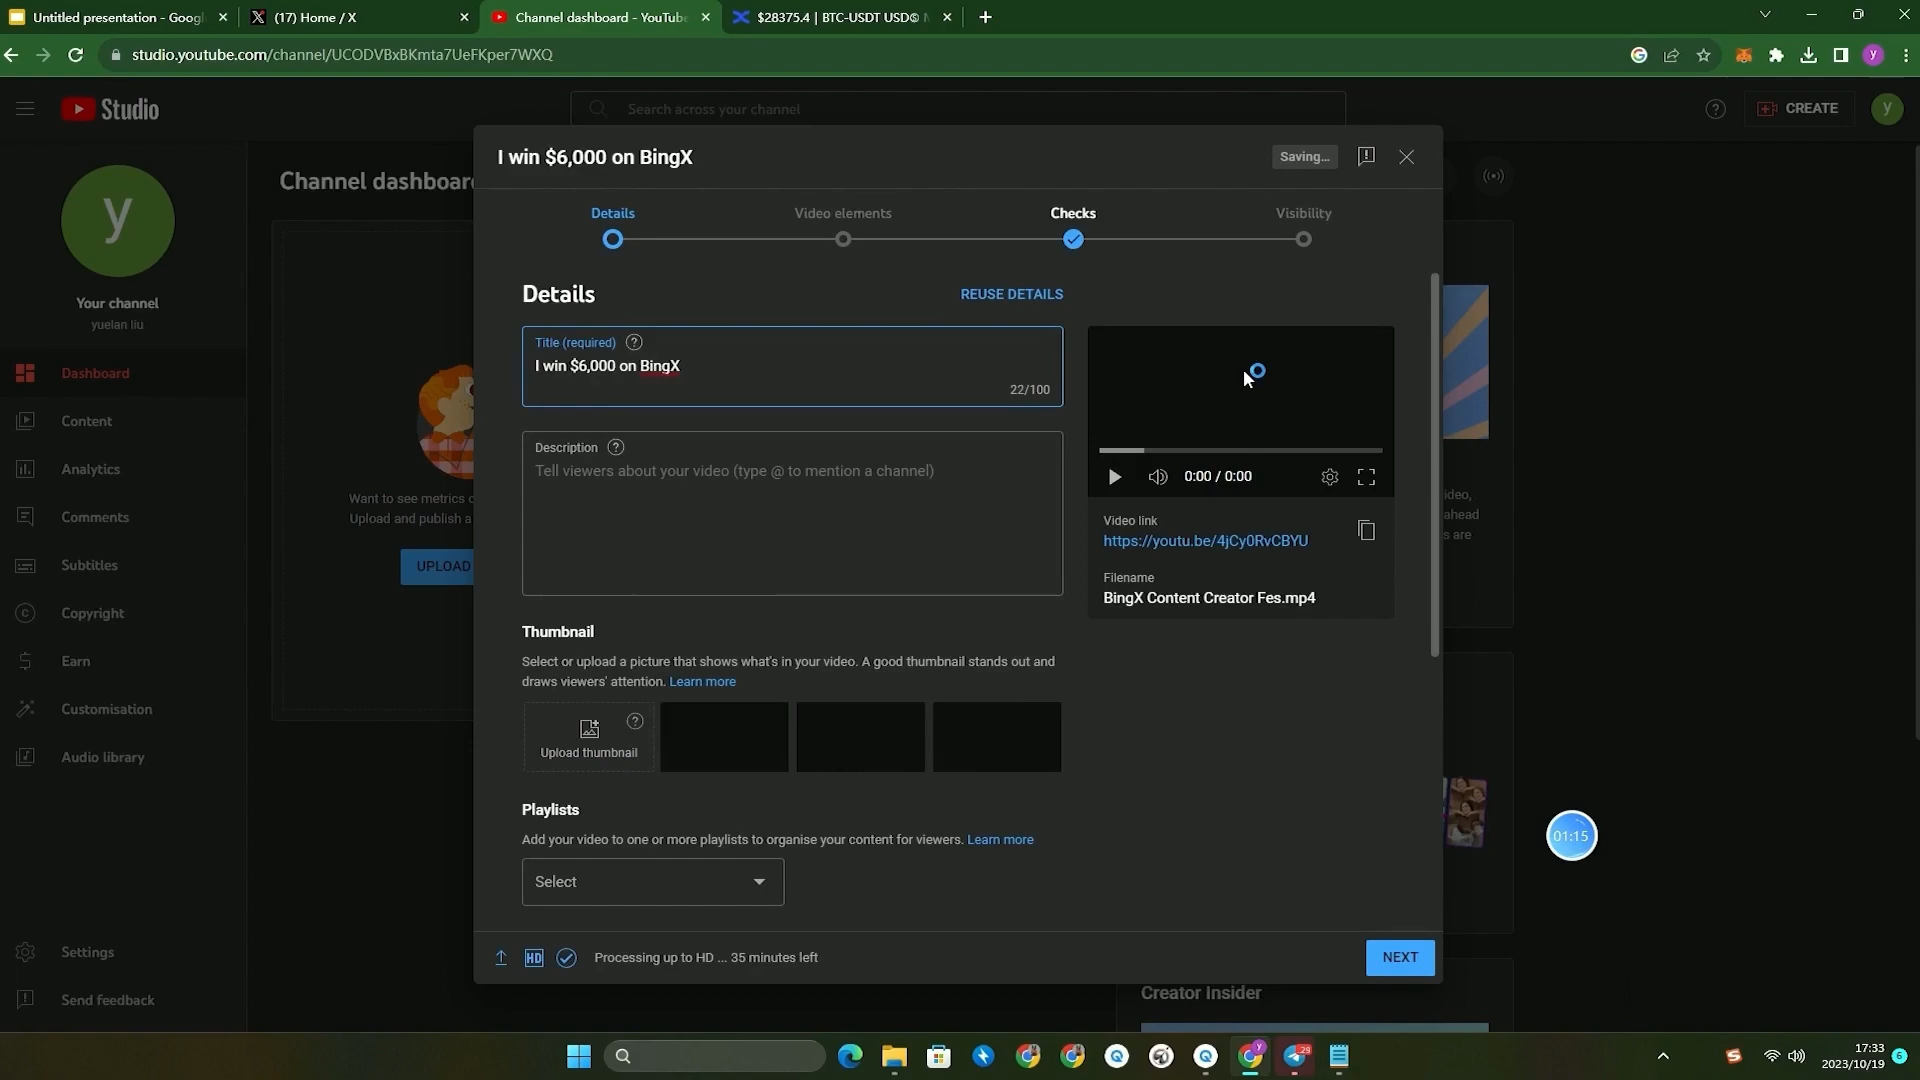 Untitled presentation - Goog
(17) Home / X
Channel dashboard - YouTube
$28375.4 | BTC-USDT USD©
studio.youtube.com/channel/UCODVBxBKmta7UeFKper7WXQ
y
Studio
Search across your channel
CREATE
y
y
Your channel
yuelan liu
Dashboard
Content
Analytics
Comments
Subtitles
Copyright
Earn
Customisation
Audio library
Settings
Send feedback
Channel dashboard
Want to see metrics
Upload and publish a
UPLOAD
I win $6,000 on BingX
Saving...
Details
Video elements
Checks
Visibility
Details
REUSE DETAILS
Title (required)
I win $6,000 on BingX
22/100
Description
Tell viewers about your video (type @ to mention a channel)
0:00 / 0:00
Video link
https://youtu.be/4jCy0RvCBYU
Filename
BingX Content Creator Fes.mp4
Thumbnail
Select or upload a picture that shows what's in your video. A good thumbnail stands out and
draws viewers' attention. Learn more
Upload thumbnail
Playlists
Add your video to one or more playlists to organise your content for viewers. Learn more
Select
HD
Processing up to HD ... 35 minutes left
NEXT
ideo,
ahead
s are
01:15
Creator Insider
29
17:33
2023/10/19
6